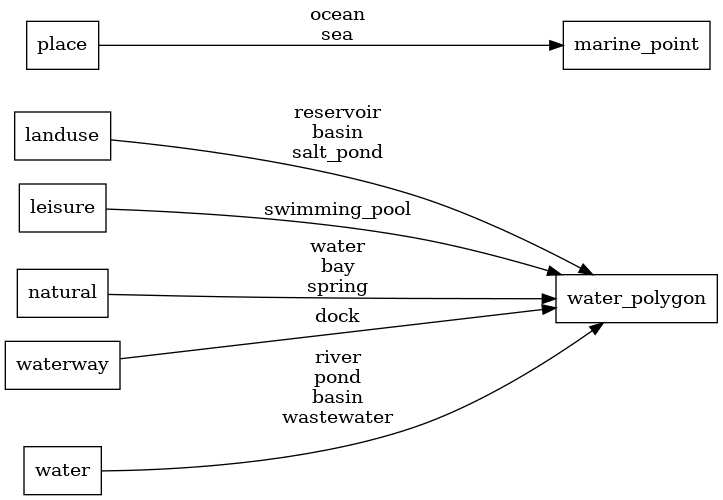 ocean
sea
place
marine_point
reservoir
basin
salt_pond
landuse
swimming_pool
leisure
water
bay
spring
natural
water_polygon
dock
waterway
river
pond
basin
wastewater
water